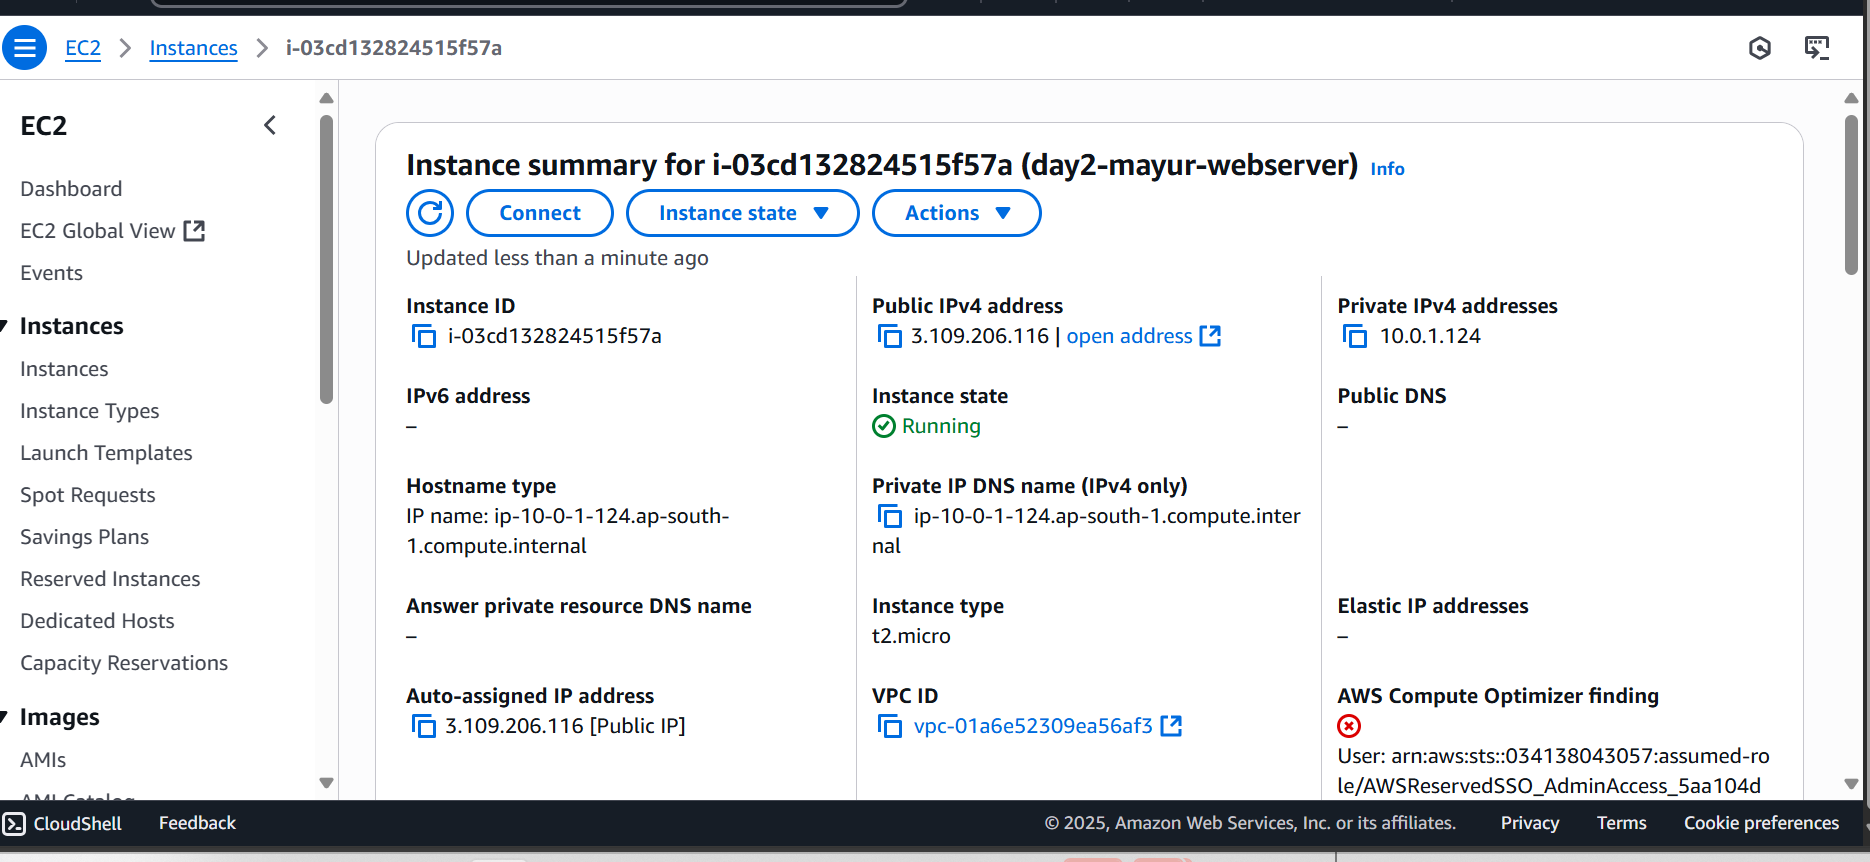 EC2 > Instances > i-03cd132824515f57a
EC2
Dashboard
EC2 Global View
Events
Instances
Instances
Instance Types
Launch Templates
Spot Requests
Savings Plans
Reserved Instances
Dedicated Hosts
Capacity Reservations
Images
AMIs
AMI Catalog
Instance summary for i-03cd132824515f57a (day2-mayur-webserver) Info
Connect
Instance state
Actions
Updated less than a minute ago
Instance ID
i-03cd132824515f57a
Public IPv4 address
3.109.206.116 | open address
Private IPv4 addresses
10.0.1.124
IPv6 address
–
Instance state
Running
Public DNS
–
Hostname type
IP name: ip-10-0-1-124.ap-south-
1.compute.internal
Private IP DNS name (IPv4 only)
ip-10-0-1-124.ap-south-1.compute.inter
nal
Answer private resource DNS name
–
Instance type
t2.micro
Elastic IP addresses
–
Auto-assigned IP address
3.109.206.116 [Public IP]
VPC ID
vpc-01a6e52309ea56af3
AWS Compute Optimizer finding
User: arn:aws:sts::034138043057:assumed-ro
le/AWSReservedSSO_AdminAccess_5aa104d
CloudShell
Feedback
© 2025, Amazon Web Services, Inc. or its affiliates.
Privacy
Terms
Cookie preferences